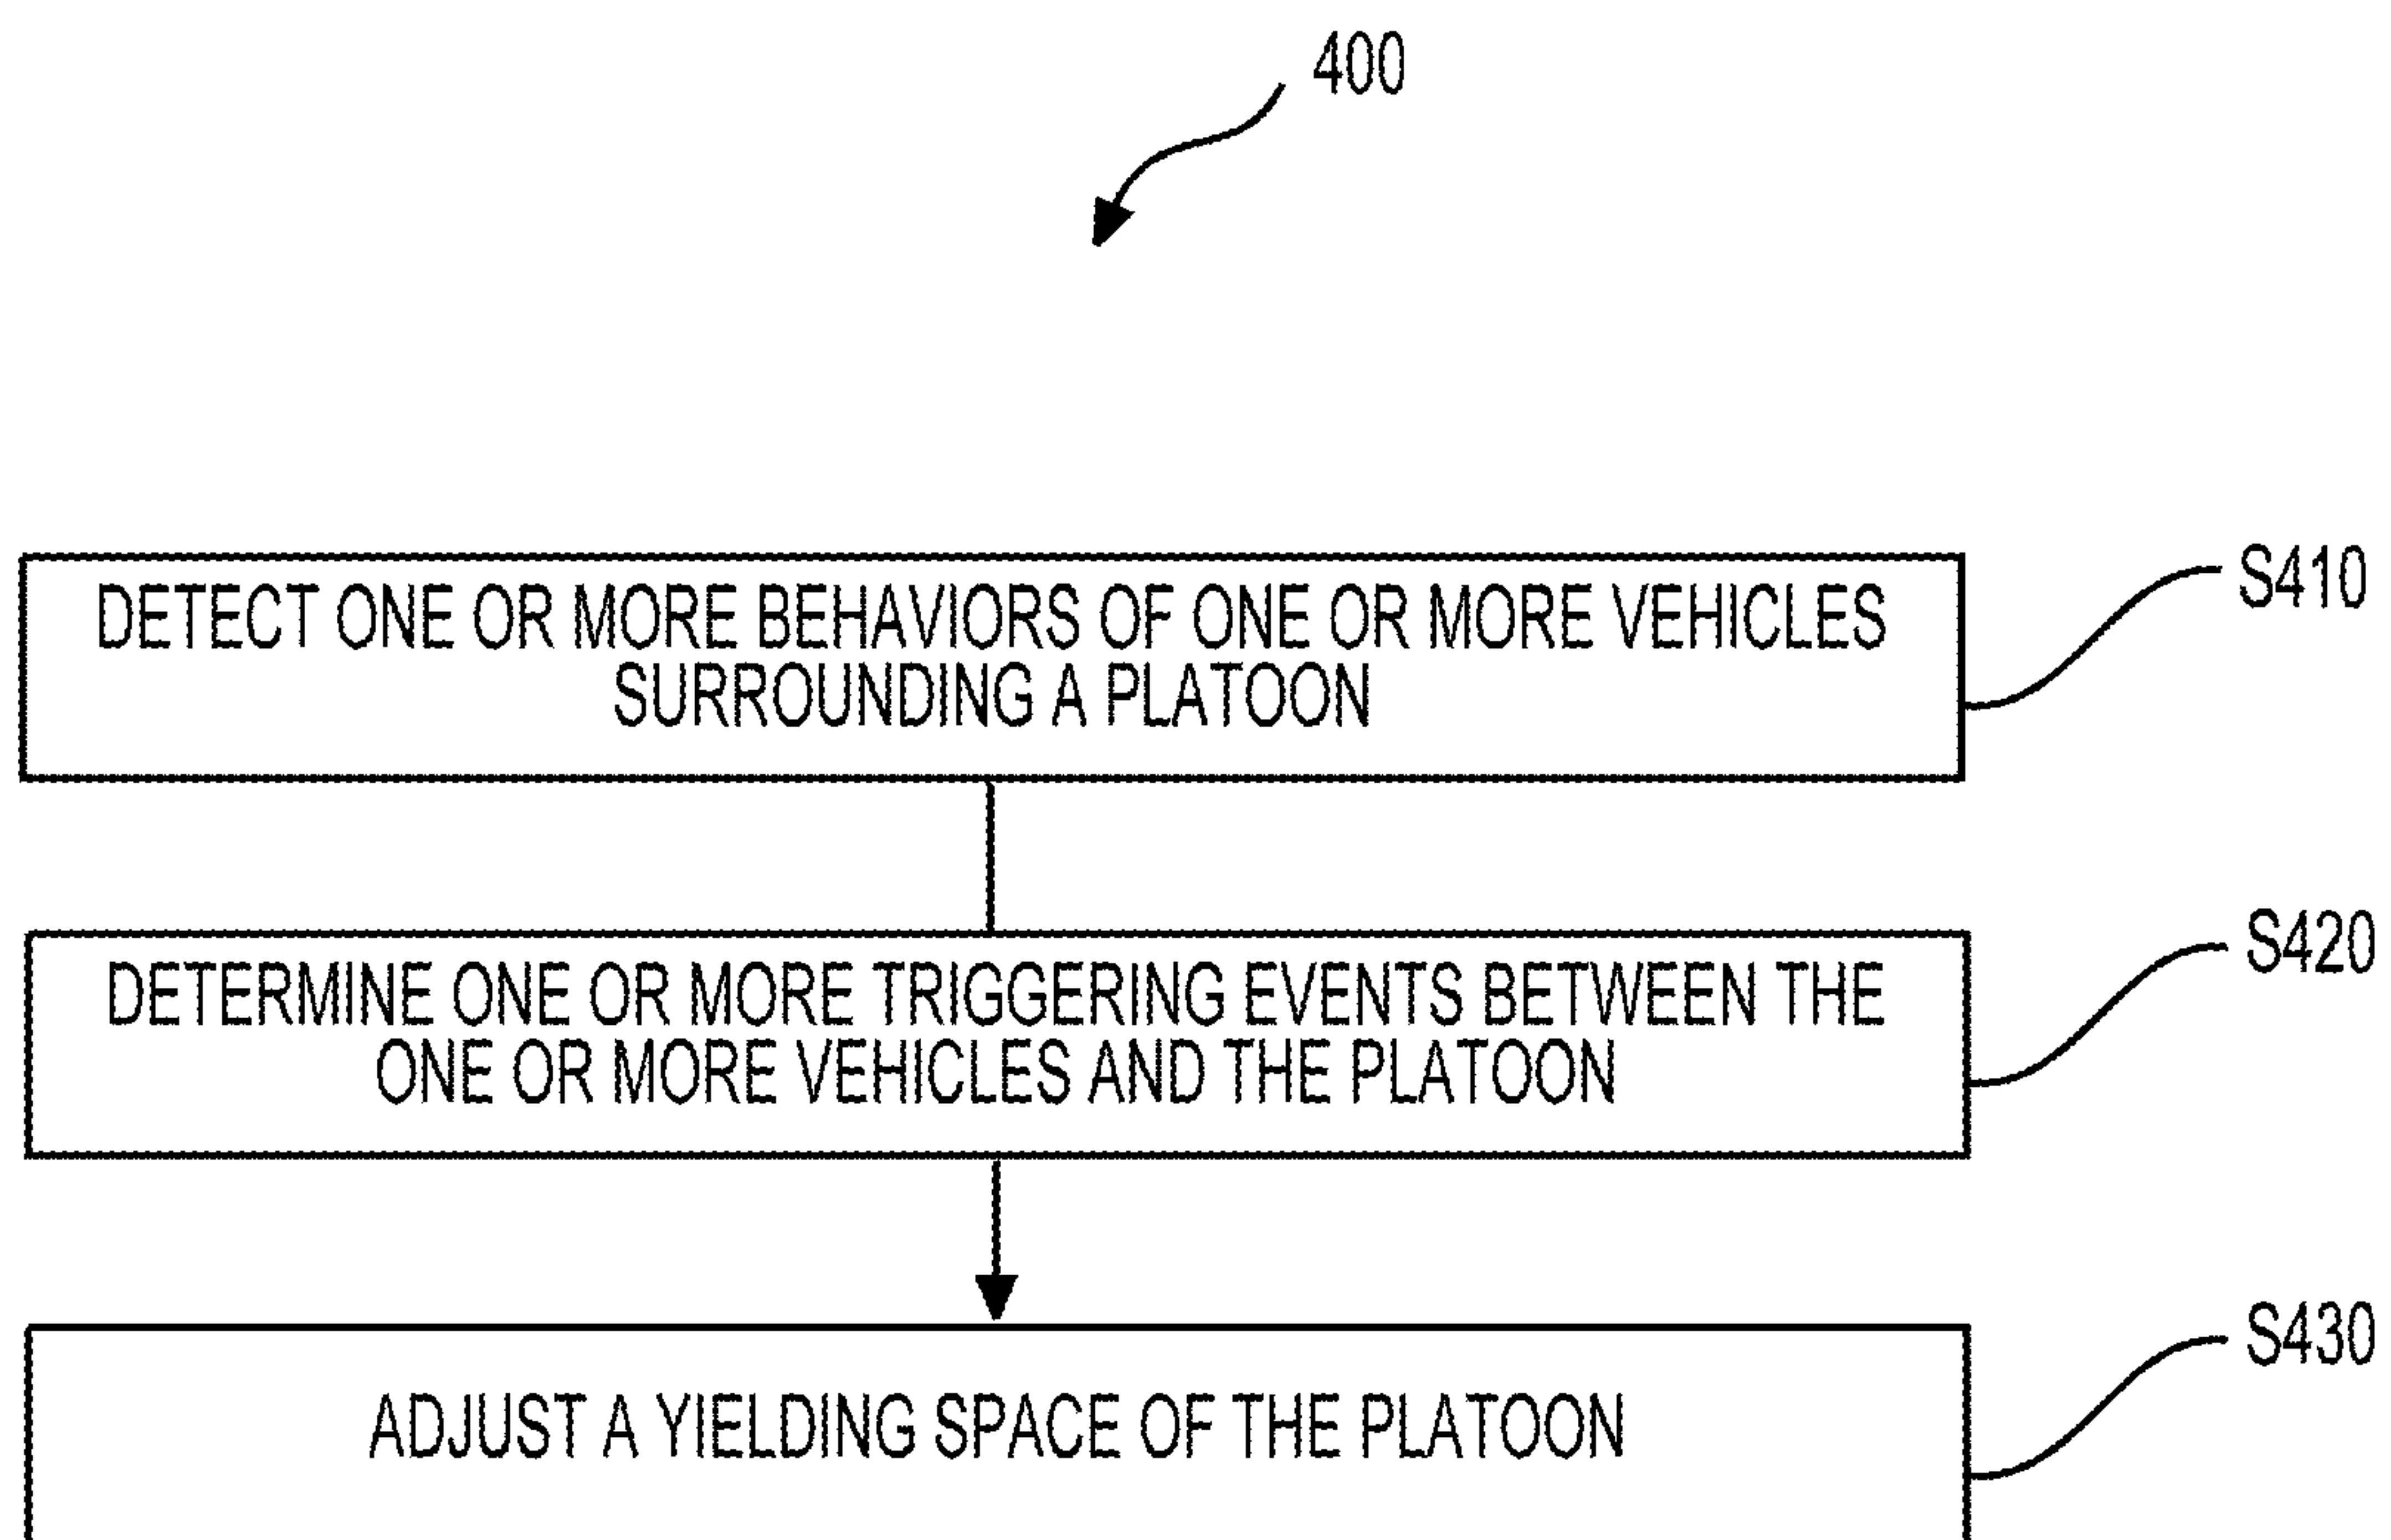 400
DETECT ONE OR MORE BEHAVIORS OF ONE OR MORE VEHICLES
SURROUNDING A PLATOON
S410
DETERMINE ONE OR MORE TRIGGERING EVENTS BETWEEN THE
ONE OR MORE VEHICLES AND THE PLATOON
S420
ADJUST A YIELDING SPACE OF THE PLATOON
S430